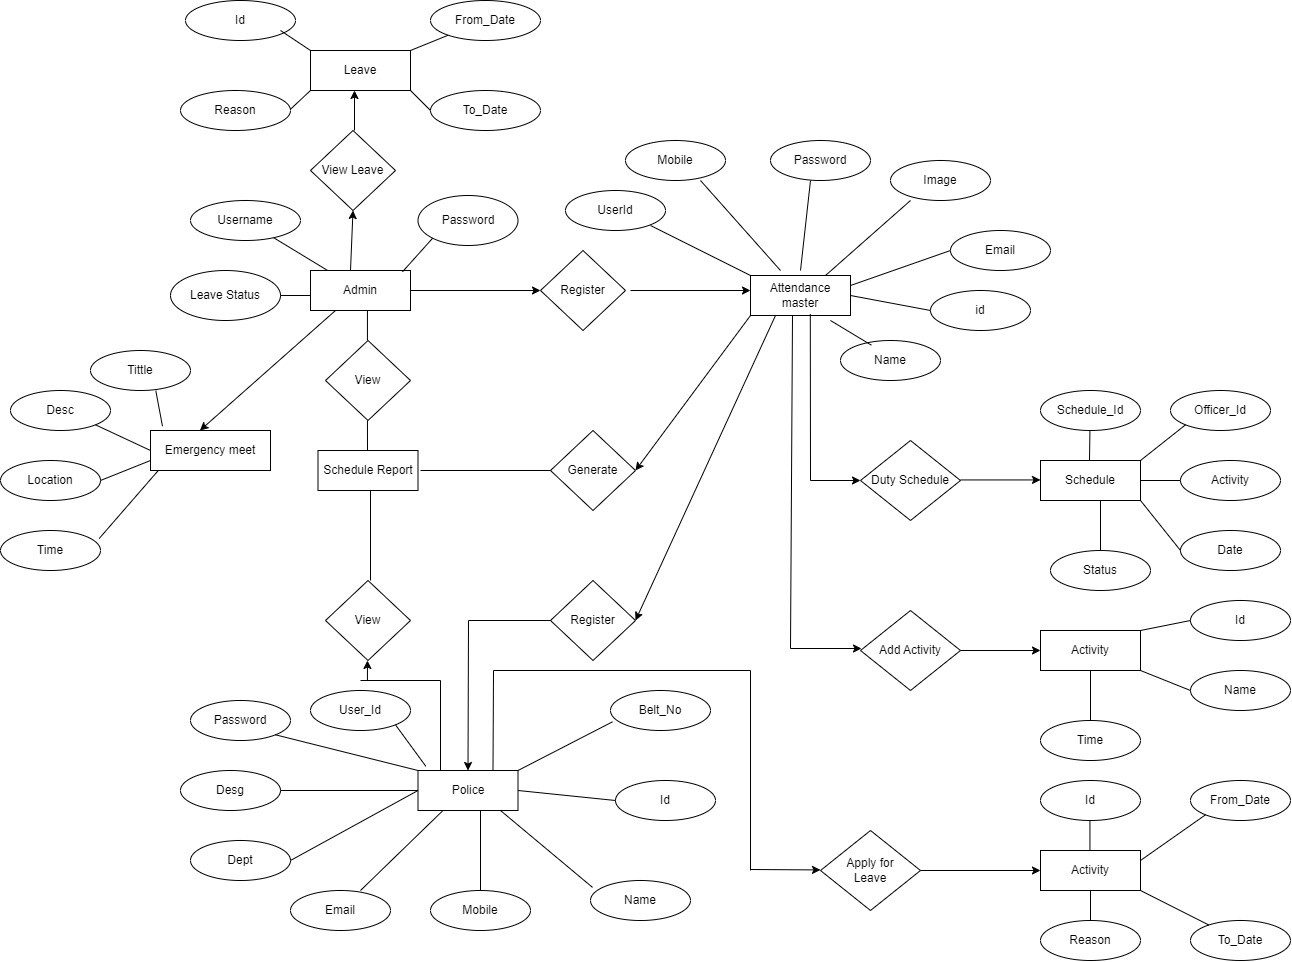 Id
From_Date
Leave
Reason
To_Date
View Leave
Mobile
Password
Image
UserId
Username
Password
Email
Leave Status
Admin
Register
Attendance
master
id
Name
Tittle
View
Desc
Schedule_Id
Officer_Id
Emergency meet
Location
Schedule Report
Generate
Duty Schedule
Schedule
Activity
Time
Date
Status
View
Register
Id
Add Activity
Activity
Name
Password
User_Id
Belt_No
Time
Desg
Police
Id
Id
From_Date
Dept
Apply for
Leave
Activity
Email
Mobile
Name
Reason
To_Date